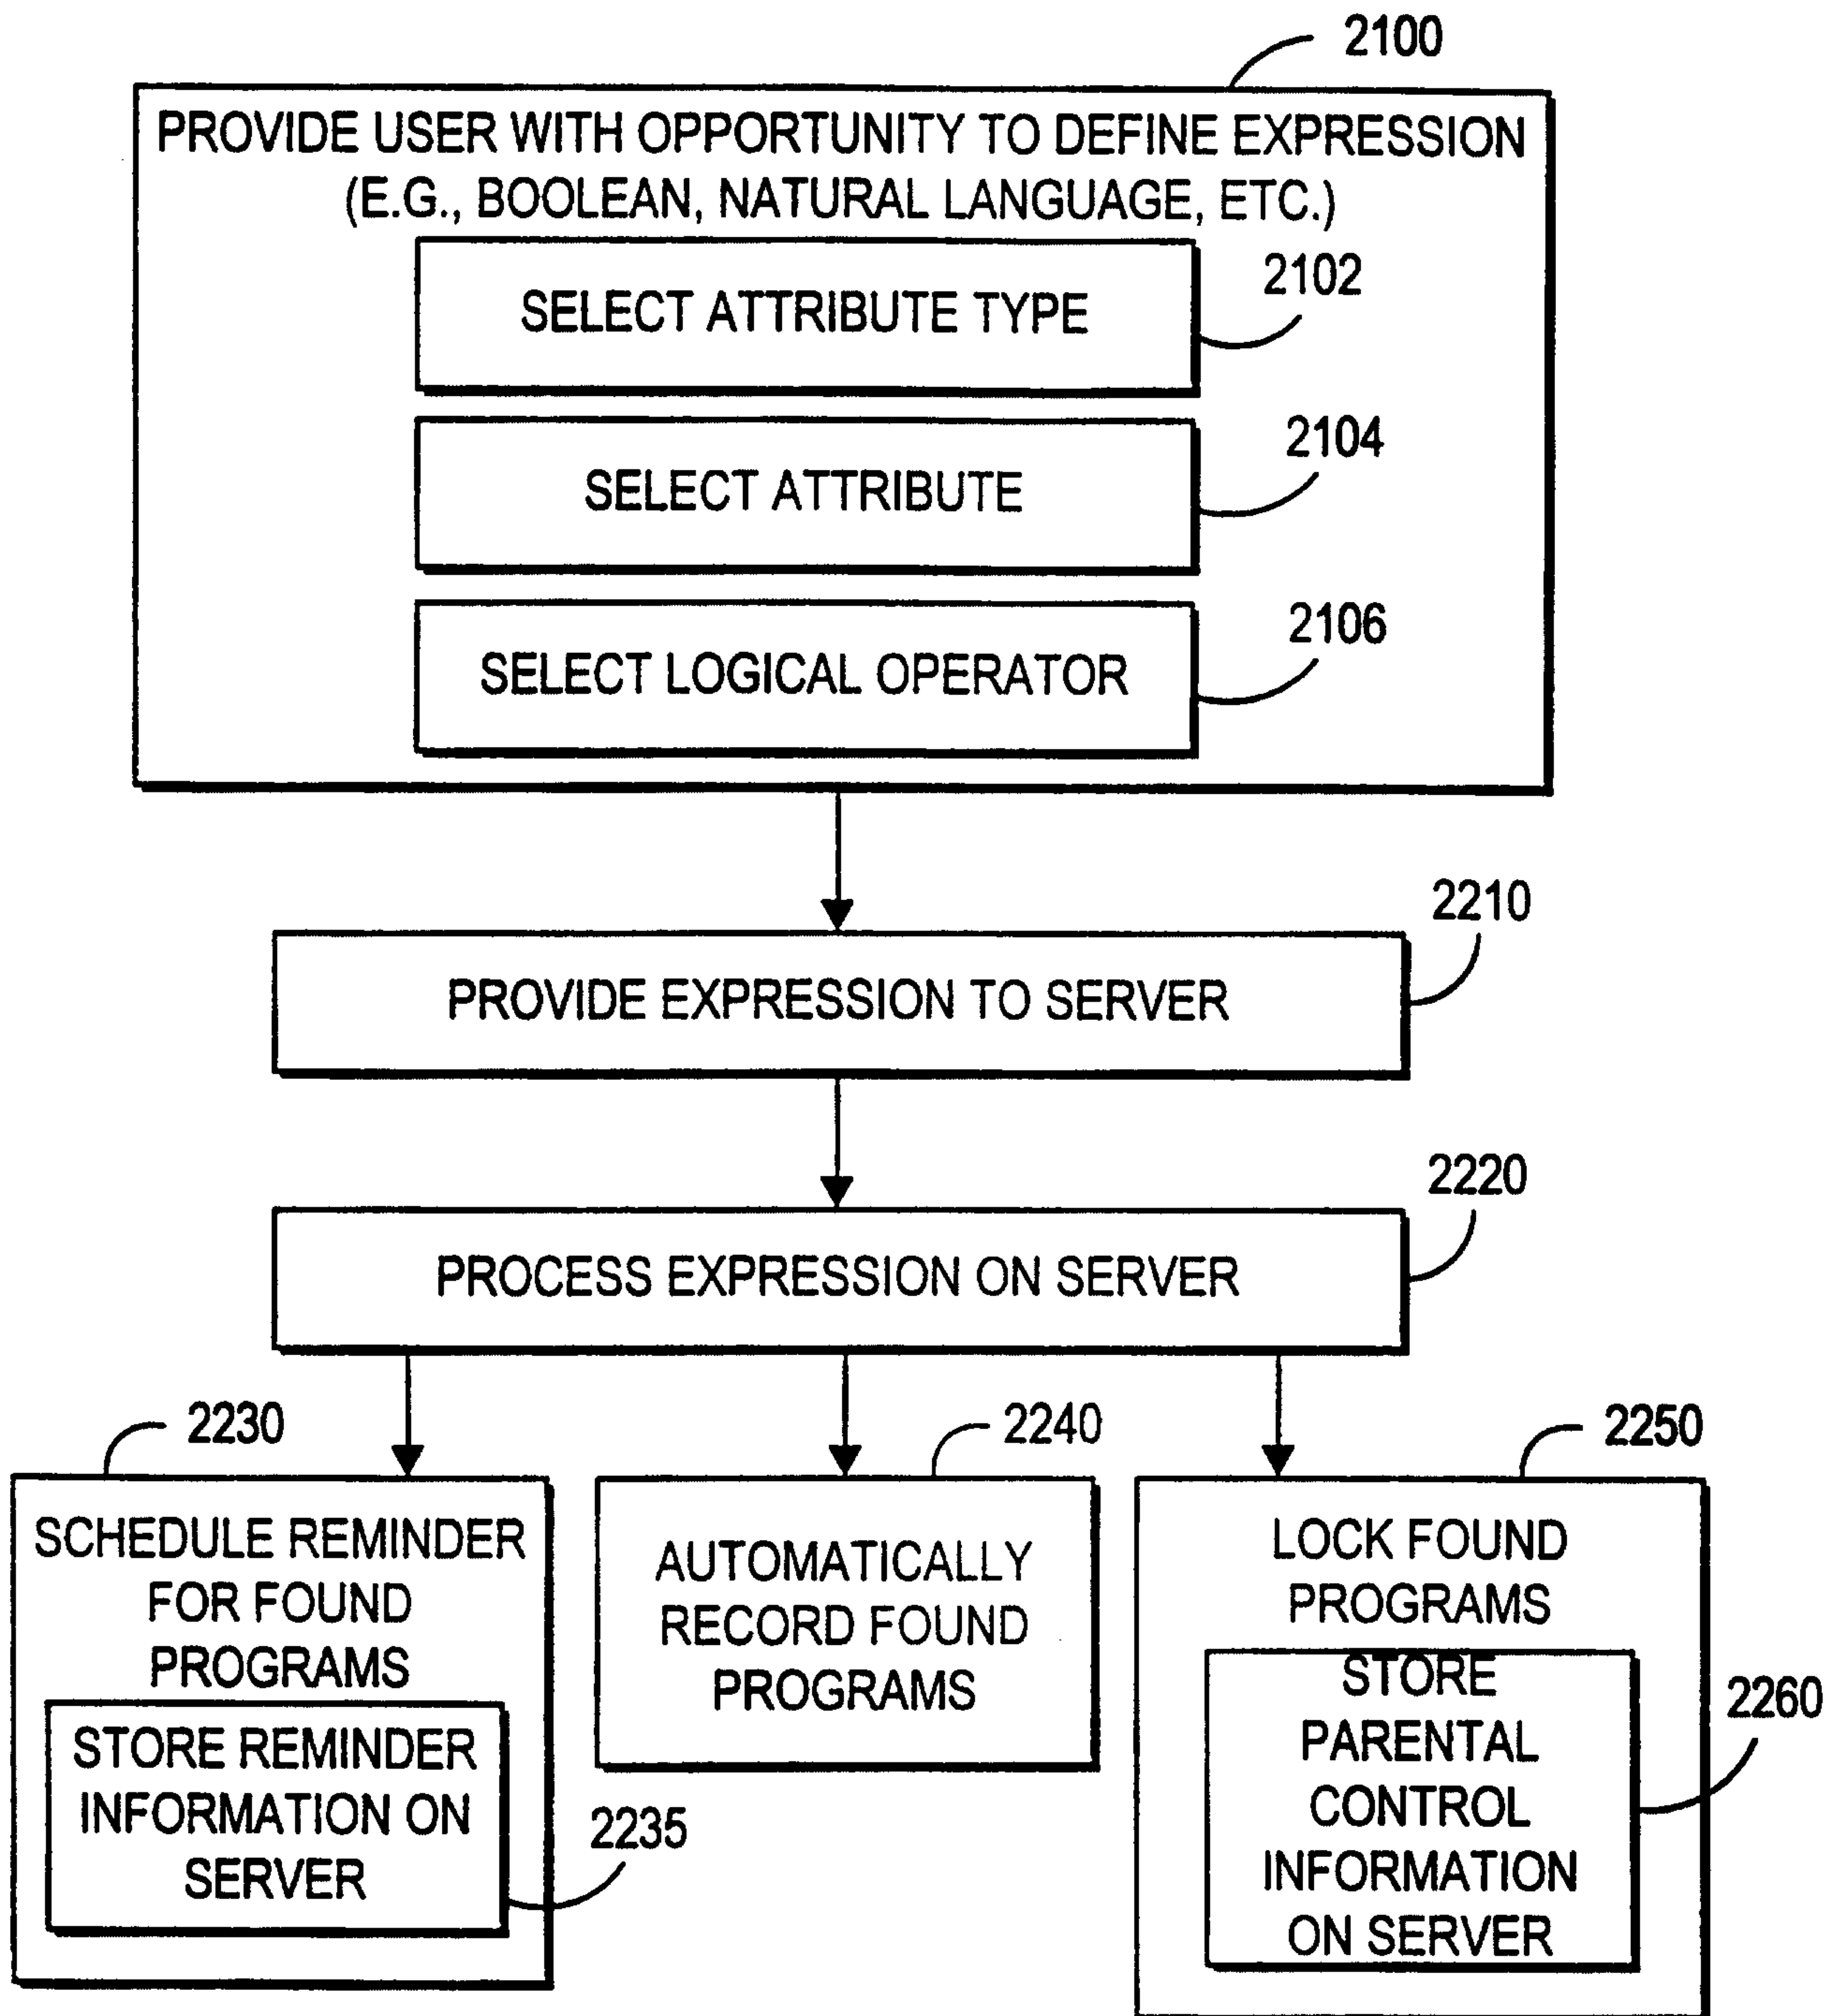 2100
PROVIDE USER WITH OPPORTUNITY TO DEFINE EXPRESSION
(E.G., BOOLEAN, NATURAL LANGUAGE, ETC.)
SELECT ATTRIBUTE TYPE
2102
SELECT ATTRIBUTE
2104
SELECT LOGICAL OPERATOR
2106
PROVIDE EXPRESSION TO SERVER
2210
PROCESS EXPRESSION ON SERVER
2220
2230
SCHEDULE REMINDER
FOR FOUND
PROGRAMS
STORE REMINDER
INFORMATION ON
SERVER
2235
2240
AUTOMATICALLY
RECORD FOUND
PROGRAMS
2250
LOCK FOUND
PROGRAMS
STORE
PARENTAL
CONTROL
INFORMATION
ON SERVER
2260